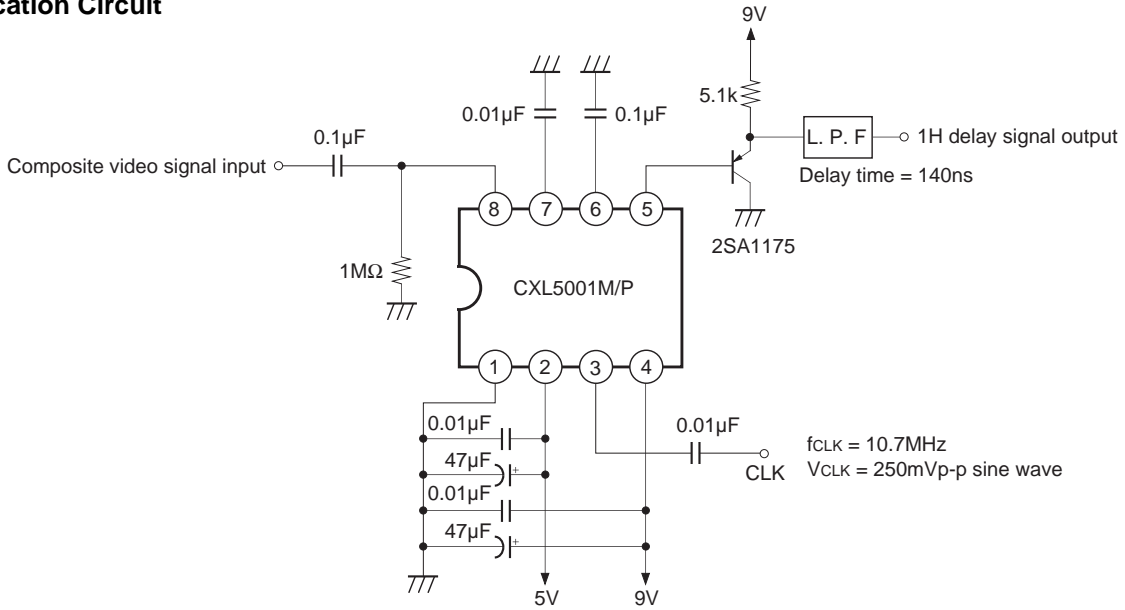 cation Circuit
9V
5.1k
0.01µF
0.1µF
0.1µF
L. P. F
1H delay signal output
Composite video signal input
Delay time = 140ns
8
7
6
5
2SA1175
1MΩ
CXL5001M/P
1
2
3
4
0.01µF
0.01µF
fCLK = 10.7MHz
47µF
+
CLK
VCLK = 250mVp-p sine wave
0.01µF
47µF
+
5V
9V